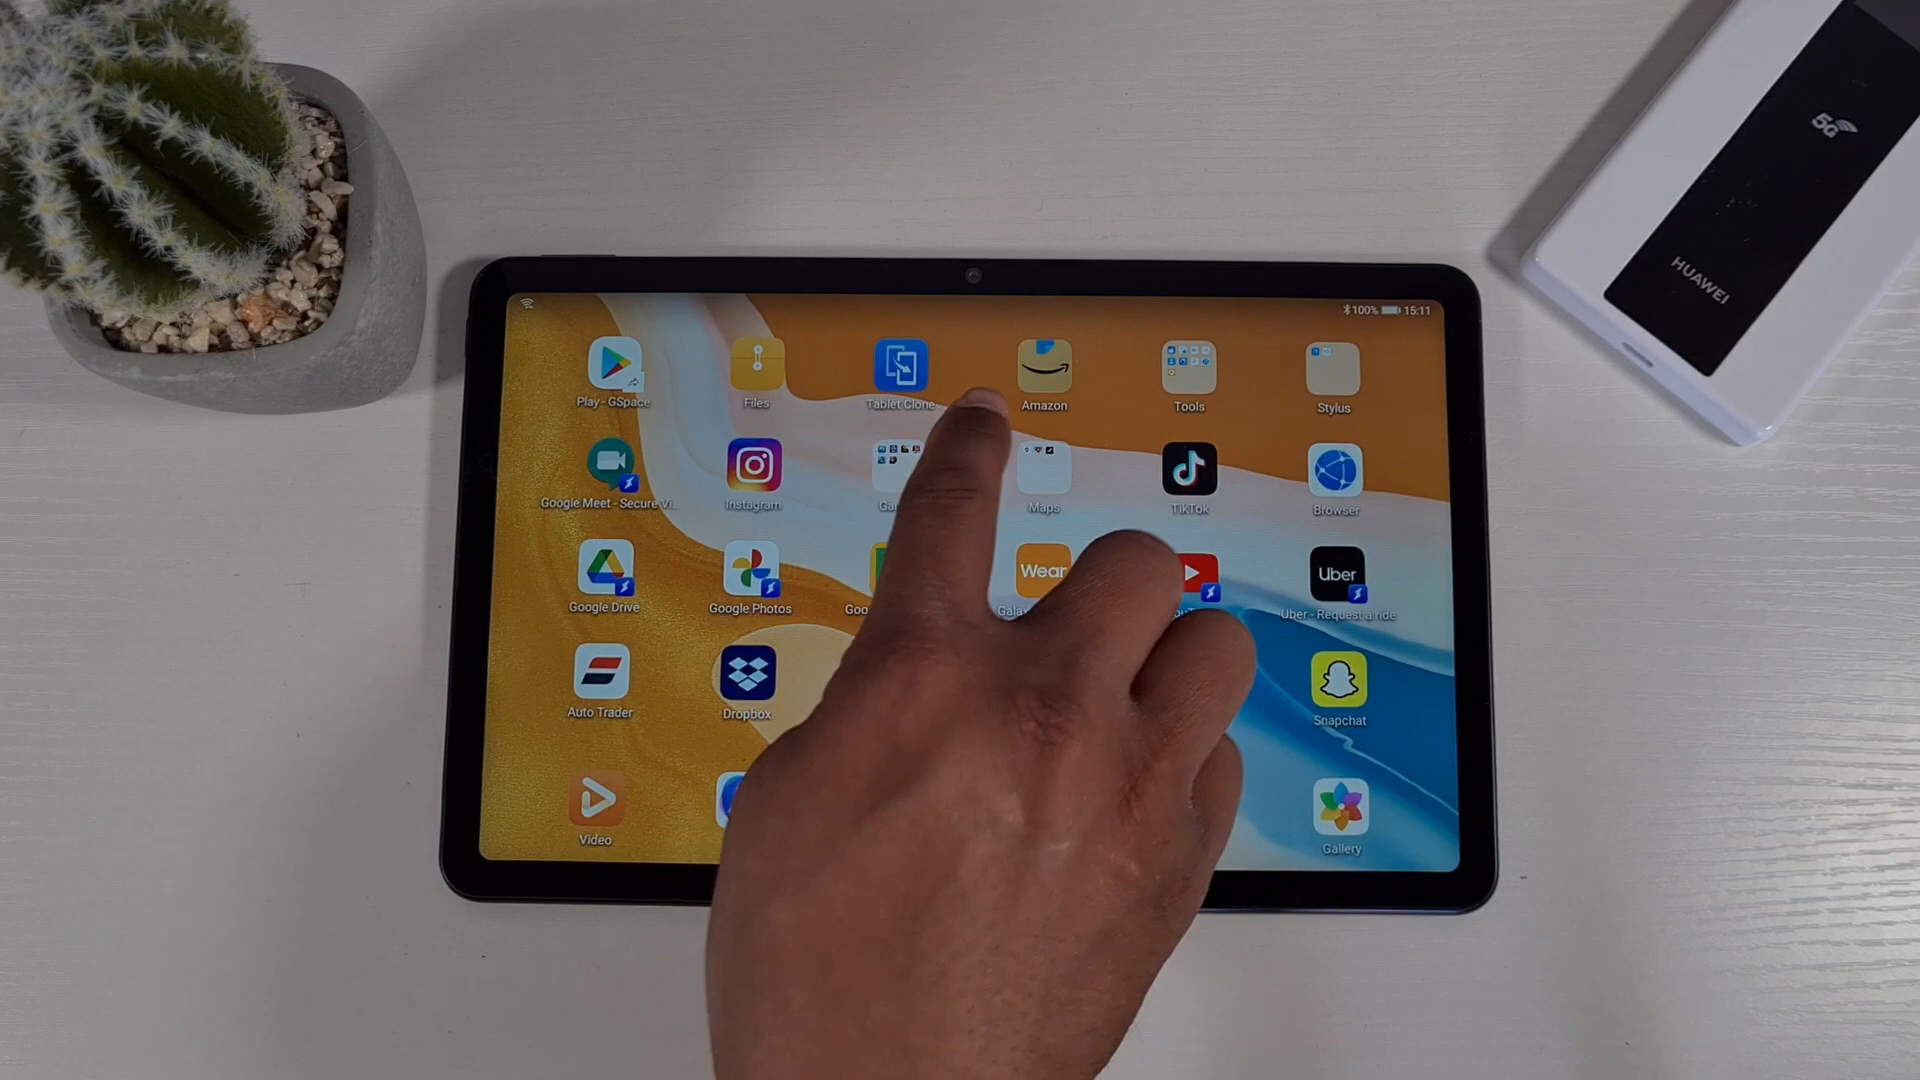 5G
HUAWEI
100% 15:11
Play - GSpace
Files
Tablet Clone
Amazon
Tools
Stylus
Google Meet - Secure Vi...
Instagram
Maps
TikTok
Browser
Google Drive
Google Photos
Wear
Uber
Uber - Request a ride
Auto Trader
Dropbox
Snapchat
Video
Gallery